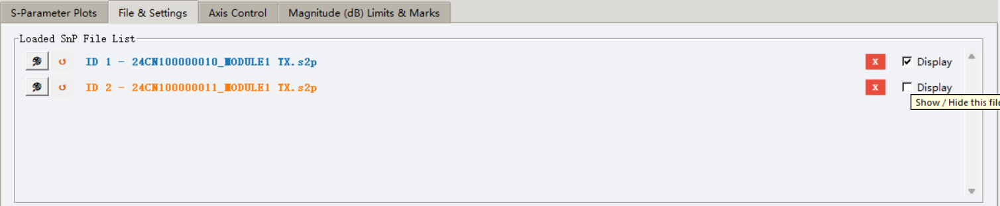 S-Parameter Plots File & Settings Axis Control Magnitude (dB) Limits & Marks
Loaded SnP File List
ID 1 - 24CN100000010_MODULE1 TX.s2p X Display
ID 2 - 24CN100000011_MODULE1 TX.s2p X Display
Show / Hide this file